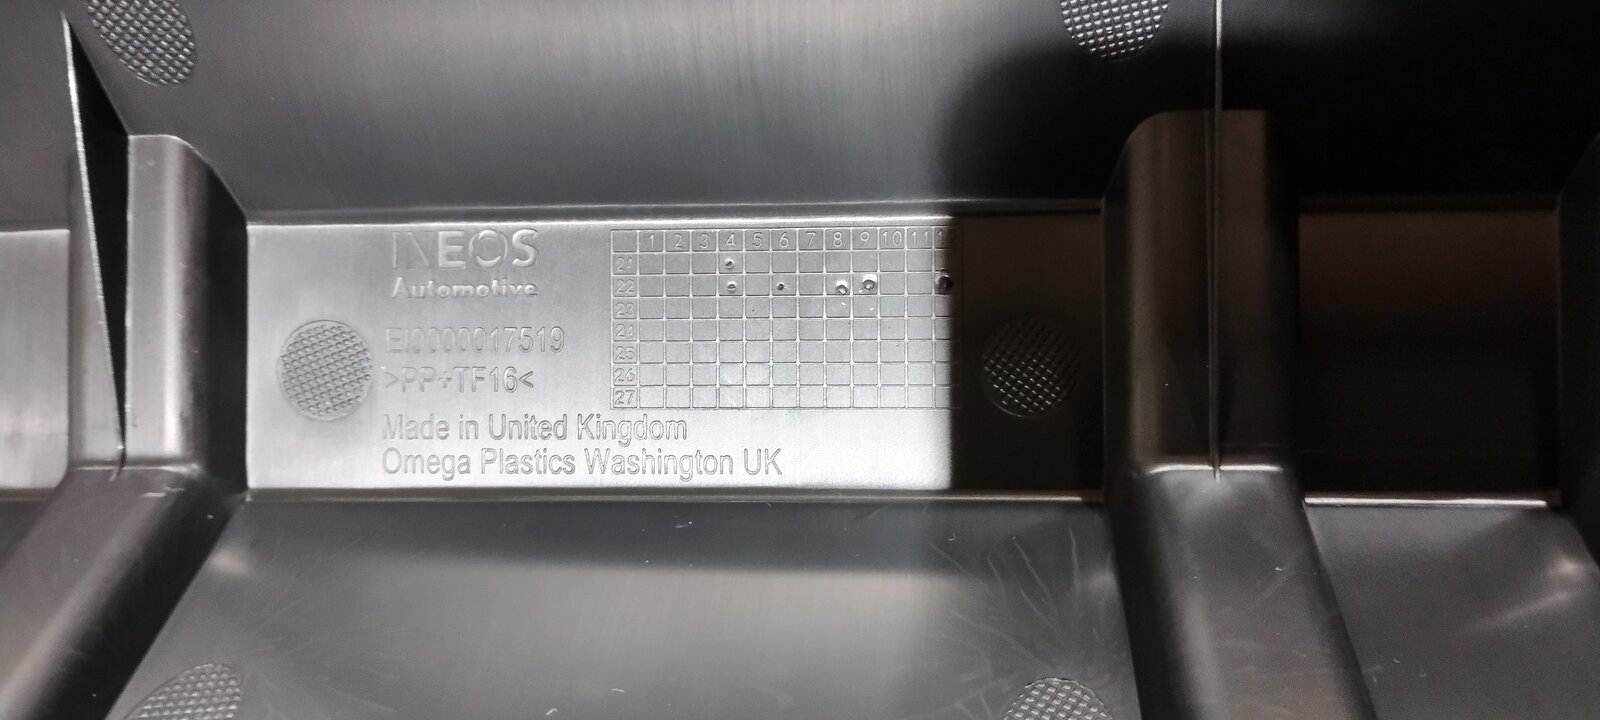 INEOS
Automotive
EI0000017519
>PP+TF16<
Made in United Kingdom
Omega Plastics Washington UK
1 2 3 4 5 6 7 8 9 10 11 12
21
22
23
24
25
26
27